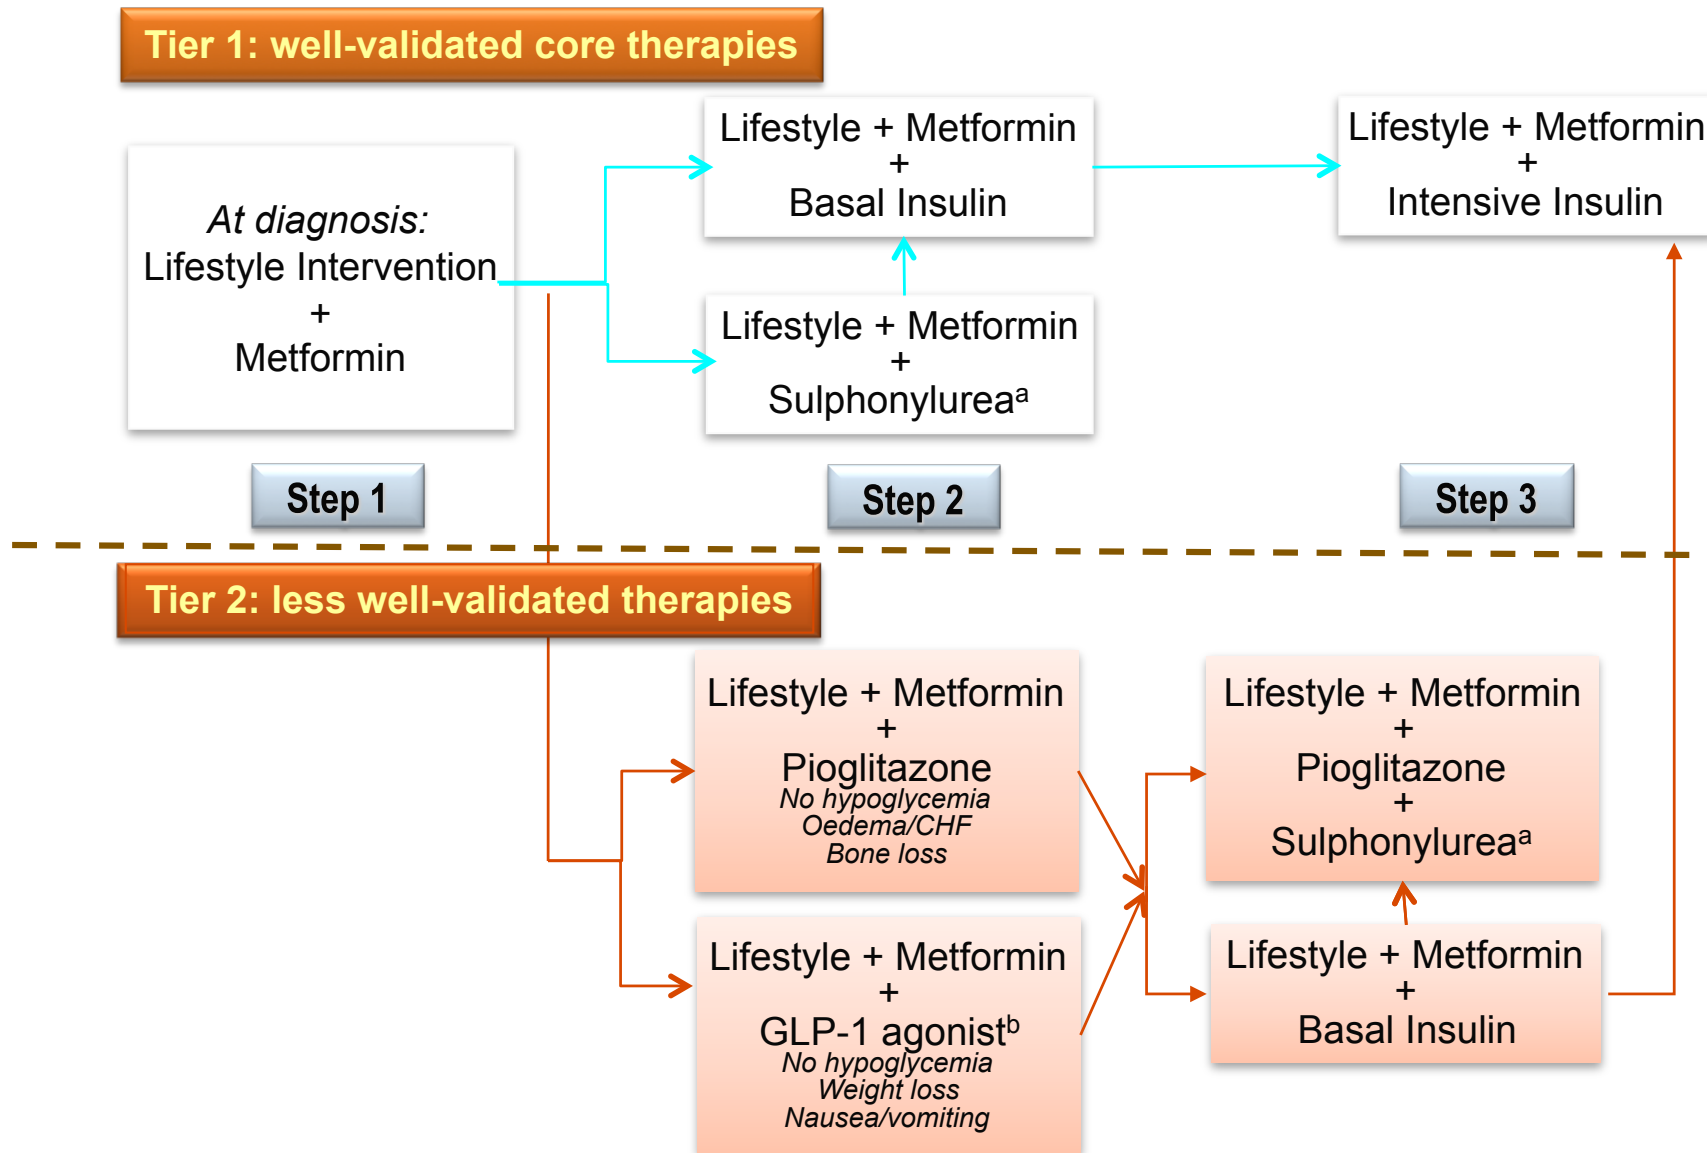 Tier 1: well-validated core therapies
At diagnosis:
Lifestyle Intervention
+
Metformin
Lifestyle + Metformin
+
Basal Insulin
Lifestyle + Metformin
+
Sulphonylureaᵃ
Lifestyle + Metformin
+
Intensive Insulin
Step 1
Step 2
Step 3
Tier 2: less well-validated therapies
Lifestyle + Metformin
+
Pioglitazone
No hypoglycemia
Oedema/CHF
Bone loss
Lifestyle + Metformin
+
GLP-1 agonistᵇ
No hypoglycemia
Weight loss
Nausea/vomiting
Lifestyle + Metformin
+
Pioglitazone
+
Sulphonylureaᵃ
Lifestyle + Metformin
+
Basal Insulin